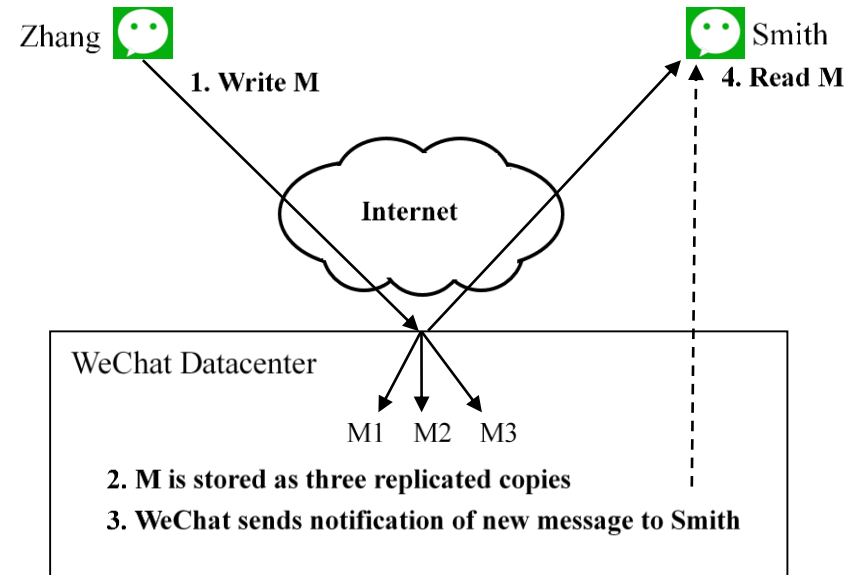 Zhang
Smith
1. Write M
4. Read M
Internet
WeChat Datacenter
M1 M2 M3
2. M is stored as three replicated copies
3. WeChat sends notification of new message to Smith